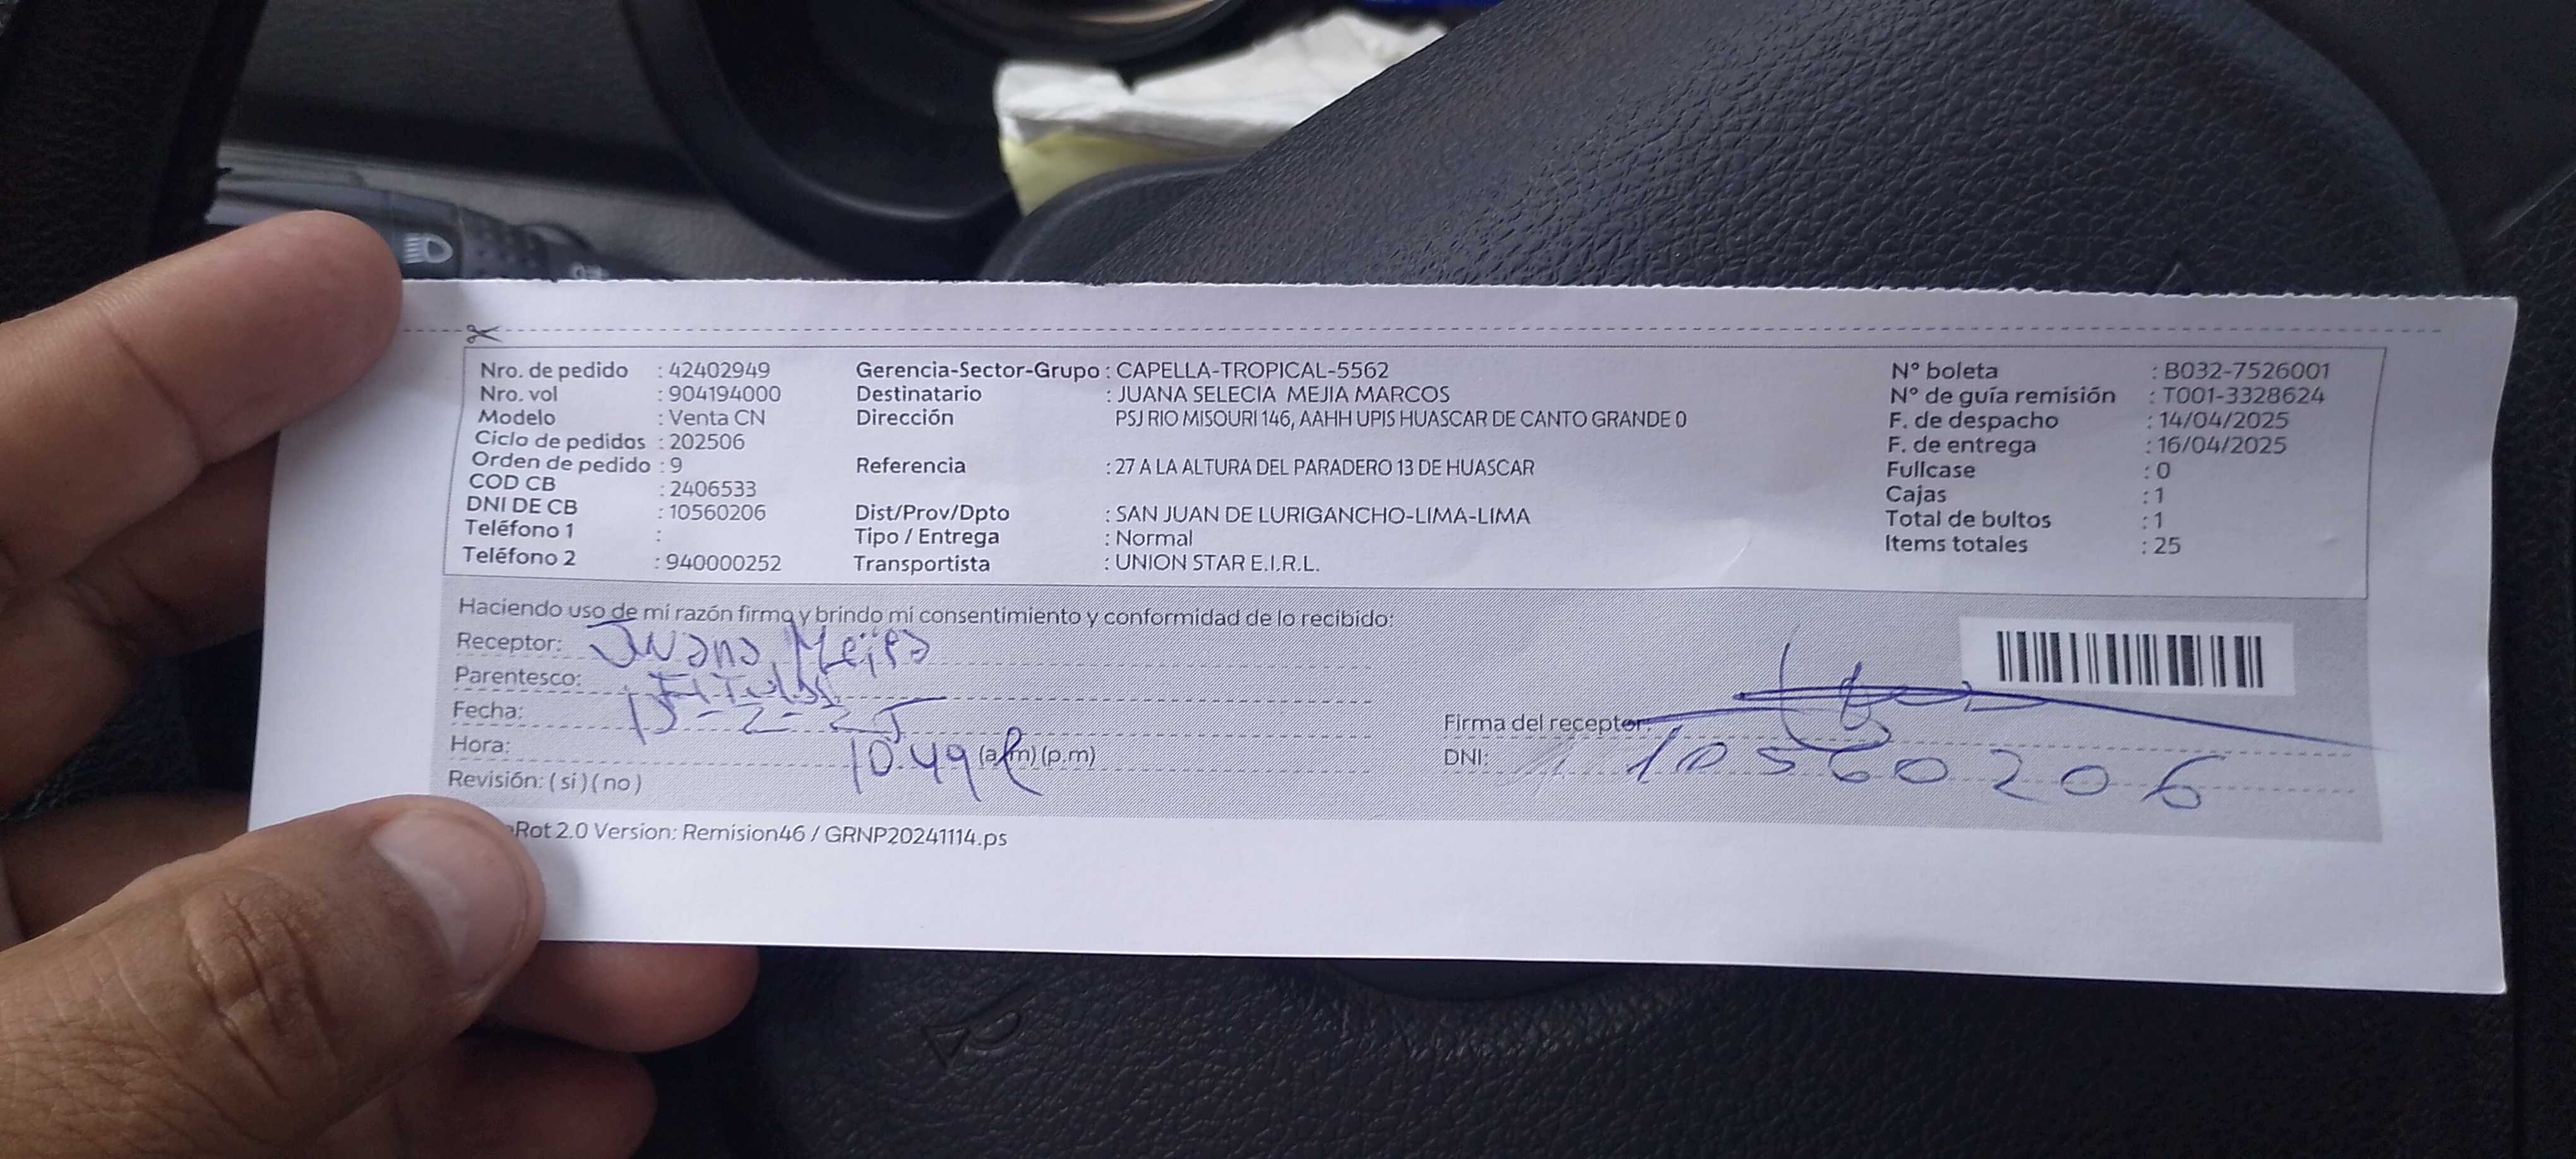 Nro. de pedido : 42402949 Gerencia-Sector-Grupo : CAPELLA-TROPICAL-5562 N° boleta : B032-7526001
Nro. vol : 904194000 Destinatario : JUANA SELECIA MEJIA MARCOS N° de guía remisión : T001-3328624
Modelo : Venta CN Dirección PSJ RIO MISOURI 146, AAHH UPIS HUASCAR DE CANTO GRANDE 0 F. de despacho : 14/04/2025
Ciclo de pedidos : 202506 F. de entrega : 16/04/2025
Orden de pedido : 9 Referencia : 27 A LA ALTURA DEL PARADERO 13 DE HUASCAR Fullcase : 0
COD CB : 2406533 Cajas : 1
DNI DE CB : 10560206 Dist/Prov/Dpto : SAN JUAN DE LURIGANCHO-LIMA-LIMA Total de bultos : 1
Teléfono 1 : Tipo / Entrega : Normal Items totales : 25
Teléfono 2 : 940000252 Transportista : UNION STAR E.I.R.L.
Haciendo uso de mi razón firmo y brindo mi consentimiento y conformidad de lo recibido:
Receptor: Juana Mejia
Parentesco:
Fecha: 15-2-25 Firma del receptor:
Hora: 10.49 (a.m) (p.m) DNI: 10560206
Revisión: ( si ) ( no )
Rot 2.0 Version: Remision46 / GRNP20241114.ps